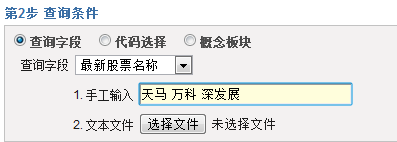 第2步 查询条件
查询字段 代码选择 概念板块
查询字段 最新股票名称
1. 手工输入 天马 万科 深发展
2. 文本文件 选择文件 未选择文件